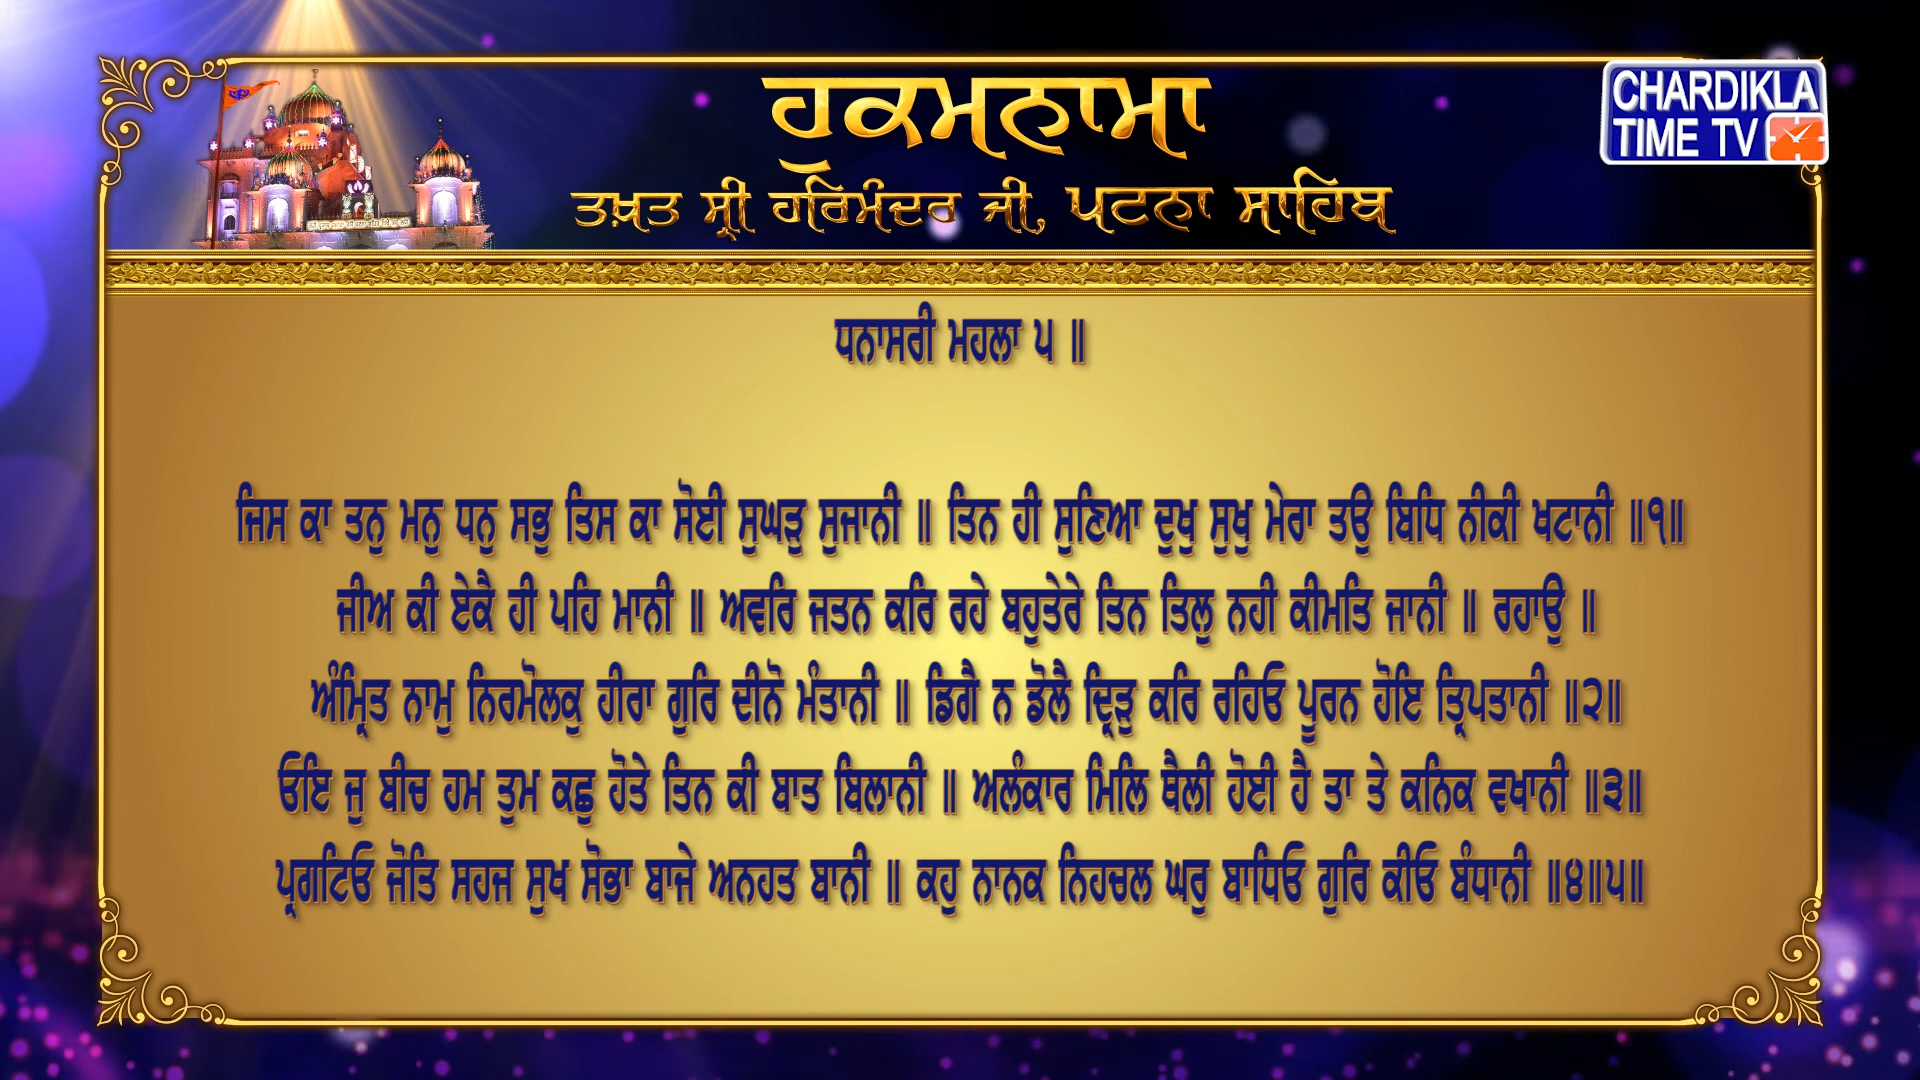 ਹੁਕਮਨਾਮਾ
ਤਖ਼ਤ ਸ੍ਰੀ ਹਰਿਮੰਦਰ ਜੀ, ਪਟਨਾ ਸਾਹਿਬ
CHARDIKLA
TIME TV
ਧਨਾਸਰੀ ਮਹਲਾ ੫ ॥
ਜਿਸ ਕਾ ਤਨੁ ਮਨੁ ਧਨੁ ਸਭੁ ਤਿਸ ਕਾ ਸੋਈ ਸੁਘੜੁ ਸੁਜਾਨੀ ॥ ਤਿਨ ਹੀ ਸੁਣਿਆ ਦੁਖੁ ਸੁਖੁ ਮੇਰਾ ਤਉ ਬਿਧਿ ਨੀਕੀ ਖਟਾਨੀ ॥੧॥
ਜੀਅ ਕੀ ਏਕੈ ਹੀ ਪਹਿ ਮਾਨੀ ॥ ਅਵਰਿ ਜਤਨ ਕਰਿ ਰਹੇ ਬਹੁਤੇਰੇ ਤਿਨ ਤਿਲੁ ਨਹੀ ਕੀਮਤਿ ਜਾਨੀ ॥ ਰਹਾਉ ॥
ਅੰਮ੍ਰਿਤ ਨਾਮੁ ਨਿਰਮੋਲਕੁ ਹੀਰਾ ਗੁਰਿ ਦੀਨੋ ਮੰਤਾਨੀ ॥ ਡਿਗੈ ਨ ਡੋਲੈ ਦ੍ਰਿੜੁ ਕਰਿ ਰਹਿਓ ਪੂਰਨ ਹੋਇ ਤ੍ਰਿਪਤਾਨੀ ॥੨॥
ਓਇ ਜੁ ਬੀਚ ਹਮ ਤੁਮ ਕਛੁ ਹੋਤੇ ਤਿਨ ਕੀ ਬਾਤ ਬਿਲਾਨੀ ॥ ਅਲੰਕਾਰ ਮਿਲਿ ਥੈਲੀ ਹੋਈ ਹੈ ਤਾ ਤੇ ਕਨਿਕ ਵਖਾਨੀ ॥੩॥
ਪ੍ਰਗਟਿਓ ਜੋਤਿ ਸਹਜ ਸੁਖ ਸੋਭਾ ਬਾਜੇ ਅਨਹਤ ਬਾਨੀ ॥ ਕਹੁ ਨਾਨਕ ਨਿਹਚਲ ਘਰੁ ਬਾਧਿਓ ਗੁਰਿ ਕੀਓ ਬੰਧਾਨੀ ॥੪॥੫॥